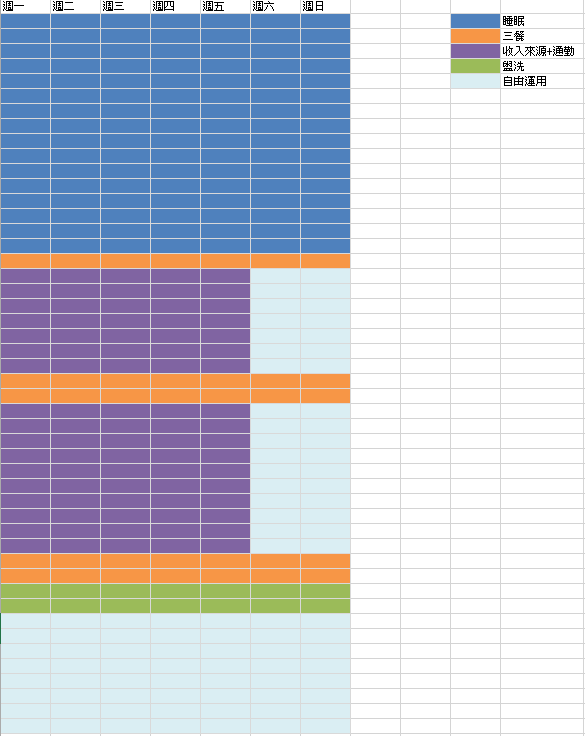 週一 週二 週三 週四 週五 週六 週日
睡眠
三餐
收入來源+通勤
盥洗
自由運用